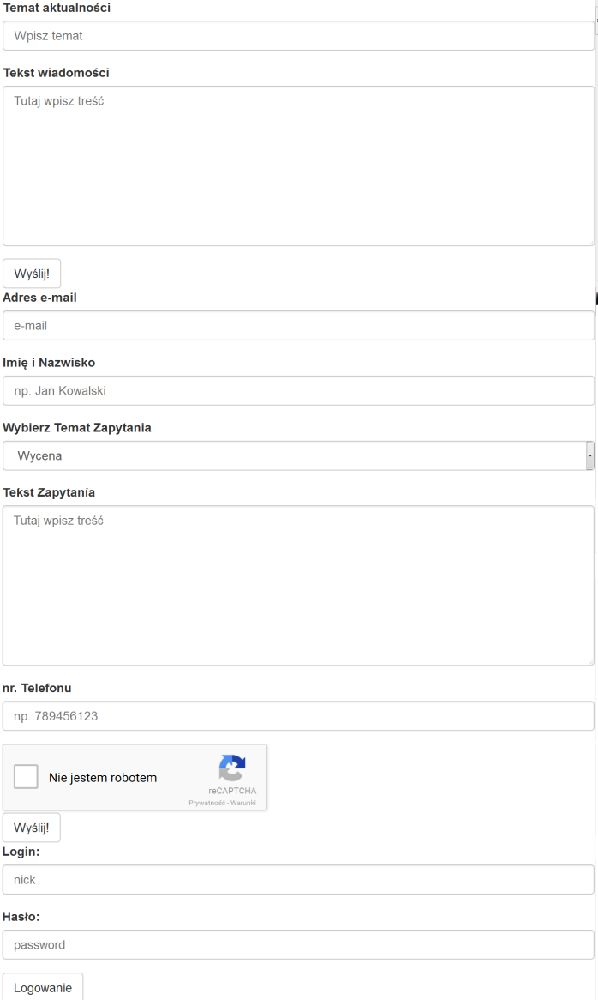 Temat aktualności
Wpisz temat
Tekst wiadomości
Tutaj wpisz treść
Wyślij!
Adres e-mail
e-mail
Imię i Nazwisko
np. Jan Kowalski
Wybierz Temat Zapytania
Wycena
Tekst Zapytania
Tutaj wpisz treść
nr. Telefonu
np. 789456123
Nie jestem robotem
reCAPTCHA
Prywatność - Warunki
Wyślij!
Login:
nick
Hasło:
password
Logowanie